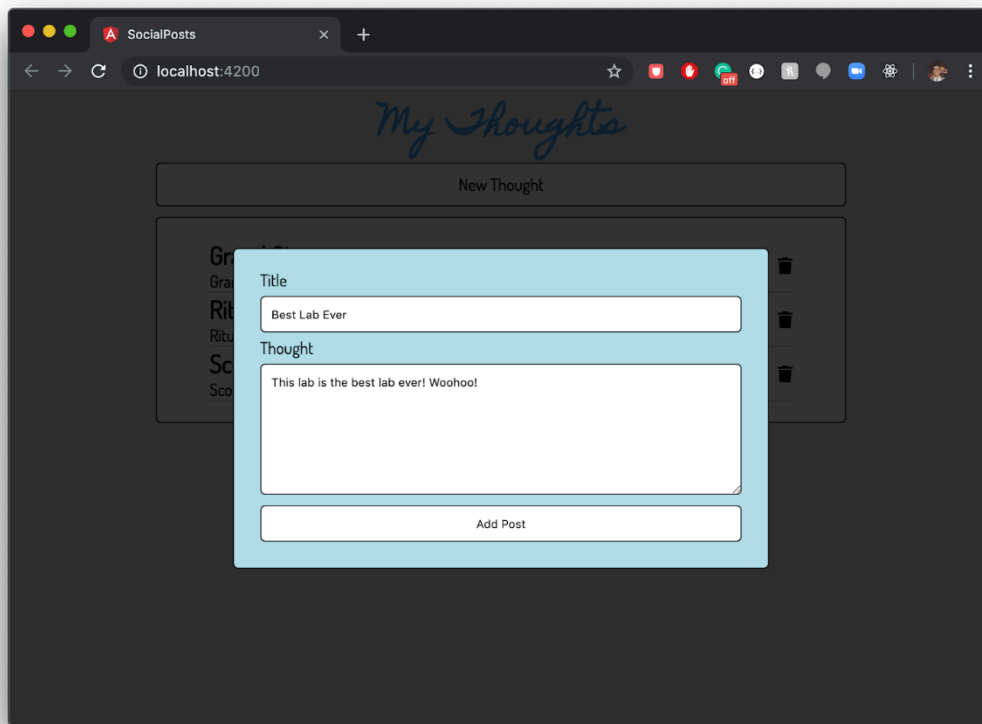 SocialPosts
localhost:4200
off
My Thoughts
New Thought
Title
Best Lab Ever
Thought
This lab is the best lab ever! Woohoo!
Add Post